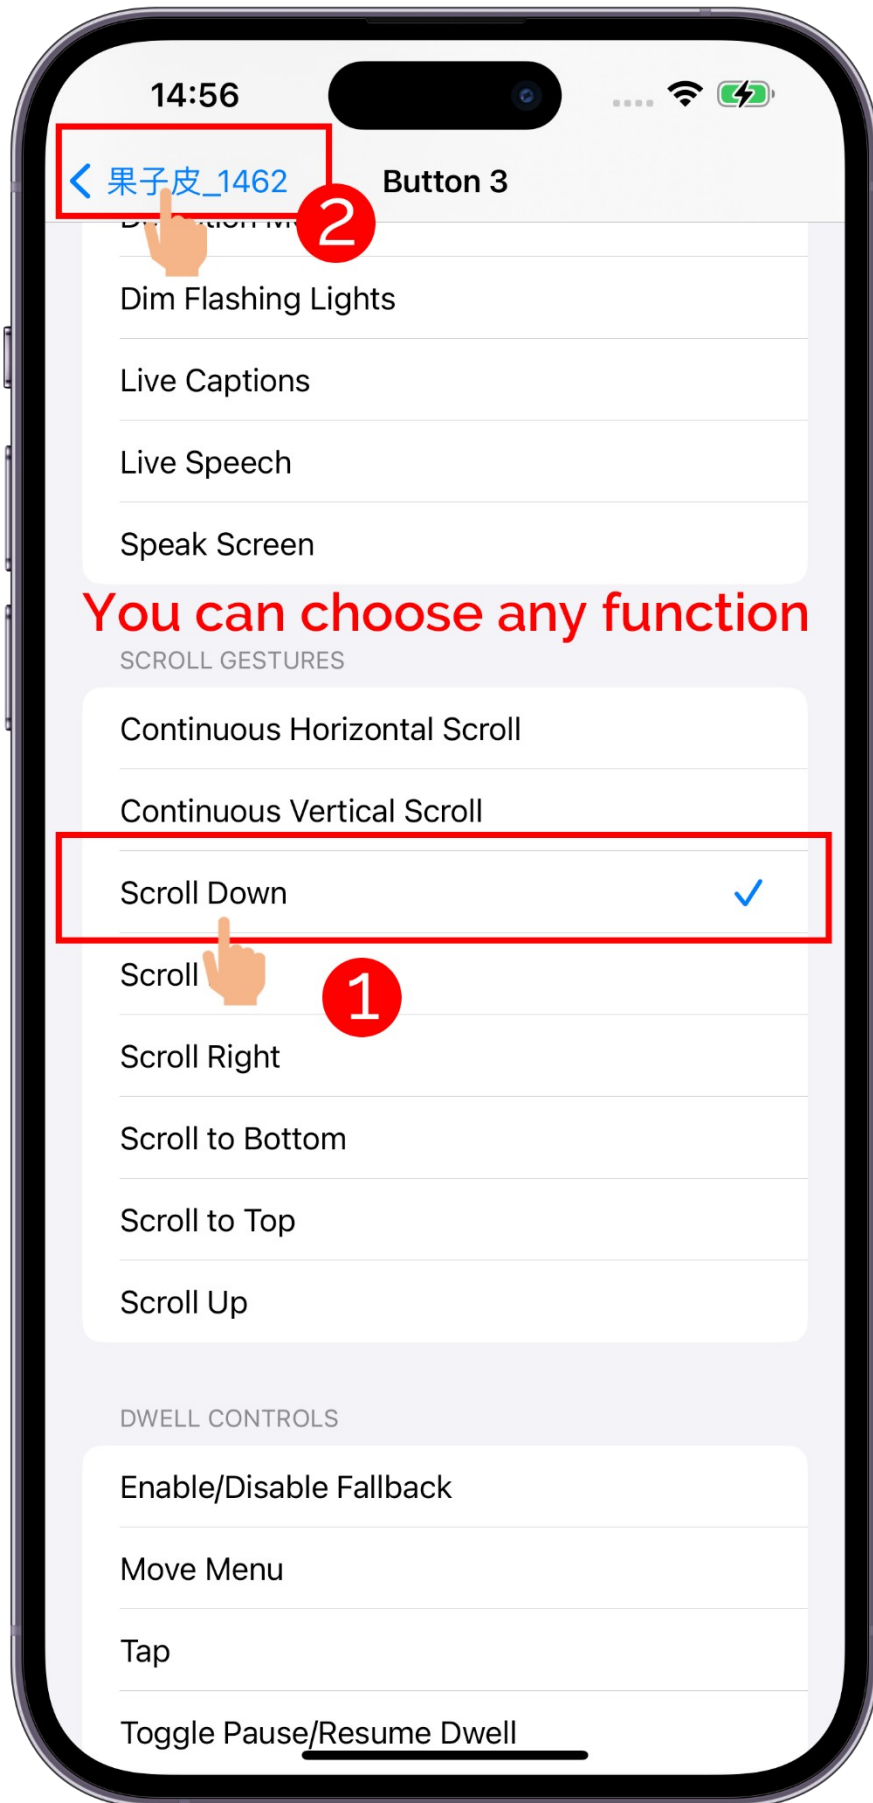 14:56
果子皮_1462
Button 3
2
Dim Flashing Lights
Live Captions
Live Speech
Speak Screen
You can choose any function
SCROLL GESTURES
Continuous Horizontal Scroll
Continuous Vertical Scroll
Scroll Down
Scroll
1
Scroll Right
Scroll to Bottom
Scroll to Top
Scroll Up
DWELL CONTROLS
Enable/Disable Fallback
Move Menu
Tap
Toggle Pause/Resume Dwell